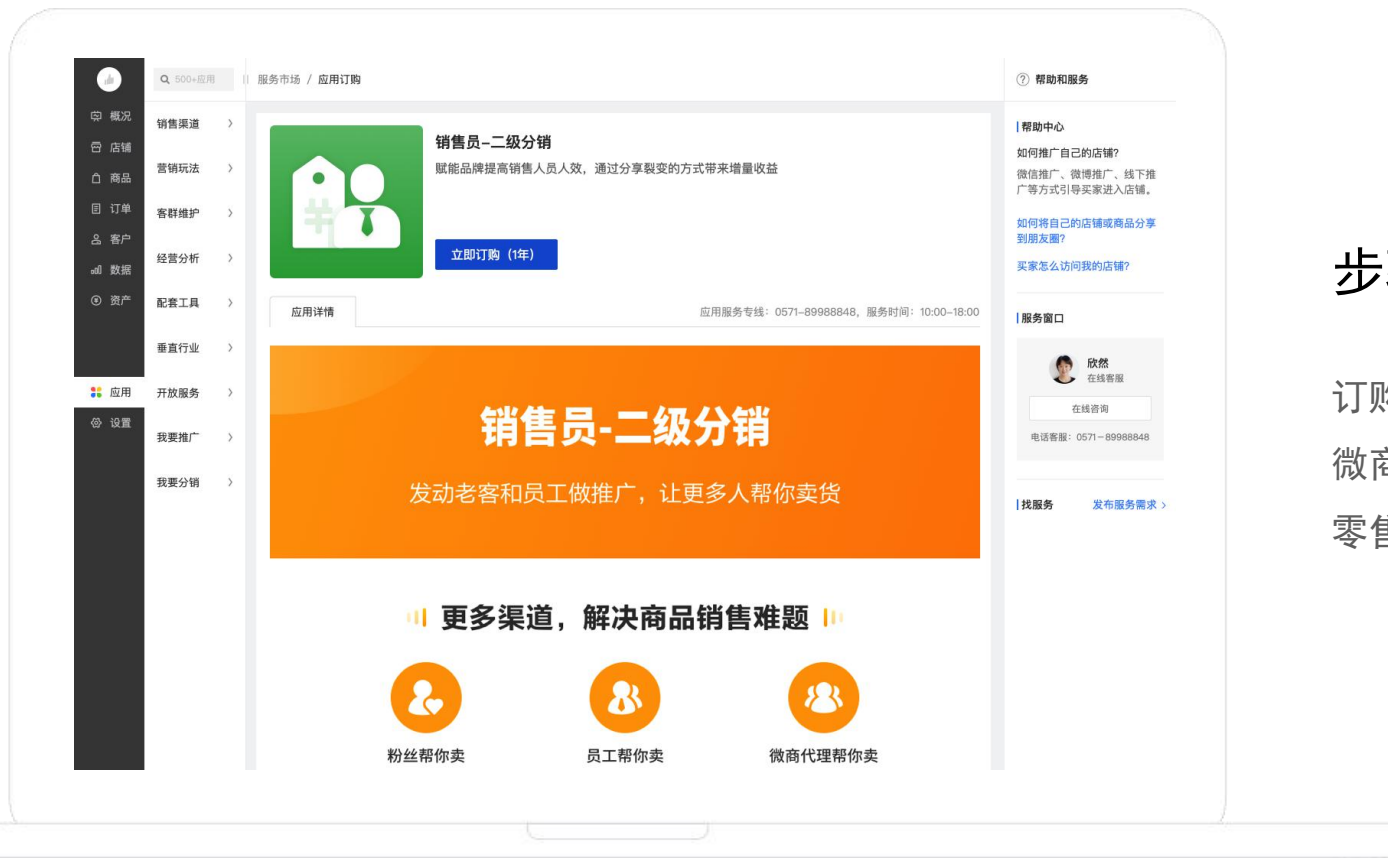 500+应用
服务市场 / 应用订购
帮助和服务
概况
店铺
商品
订单
客户
数据
资产
应用
设置
销售渠道
营销玩法
客群维护
经营分析
配套工具
垂直行业
开放服务
我要推广
我要分销
销售员-二级分销
赋能品牌提高销售人员人效，通过分享裂变的方式带来增量收益
立即订购（1年）
应用详情
应用服务专线：0571-89988848，服务时间：10:00-18:00
销售员-二级分销
发动老客和员工做推广，让更多人帮你卖货
更多渠道，解决商品销售难题
粉丝帮你卖
员工帮你卖
微商代理帮你卖
帮助中心
如何推广自己的店铺?
微信推广、微博推广、线下推
广等方式引导买家进入店铺。
如何将自己的店铺或商品分享
到朋友圈?
买家怎么访问我的店铺?
服务窗口
欣然
在线客服
在线咨询
电话客服：0571-89988848
找服务
发布服务需求 >
步
订购
微商
零售